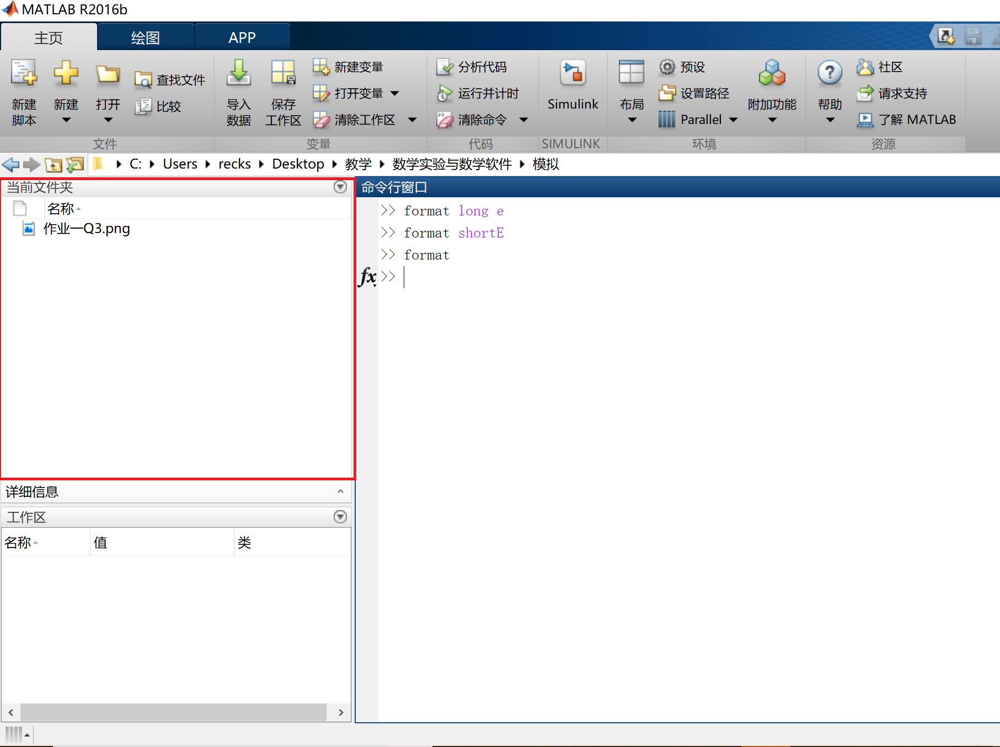 MATLAB R2016b
主页 绘图 APP
新建脚本 新建 打开 查找文件 比较
导入数据 保存工作区 新建变量 打开变量 清除工作区
分析代码 运行并计时 清除命令
Simulink
布局 预设 设置路径 Parallel 附加功能
帮助 社区 请求支持 了解 MATLAB
文件 变量 代码 SIMULINK 环境 资源
C: Users recks Desktop 教学 数学实验与数学软件 模拟
当前文件夹
名称
作业一Q3.png
详细信息
工作区
名称 值 类
命令行窗口
>> format long e
>> format shortE
>> format
fx >>